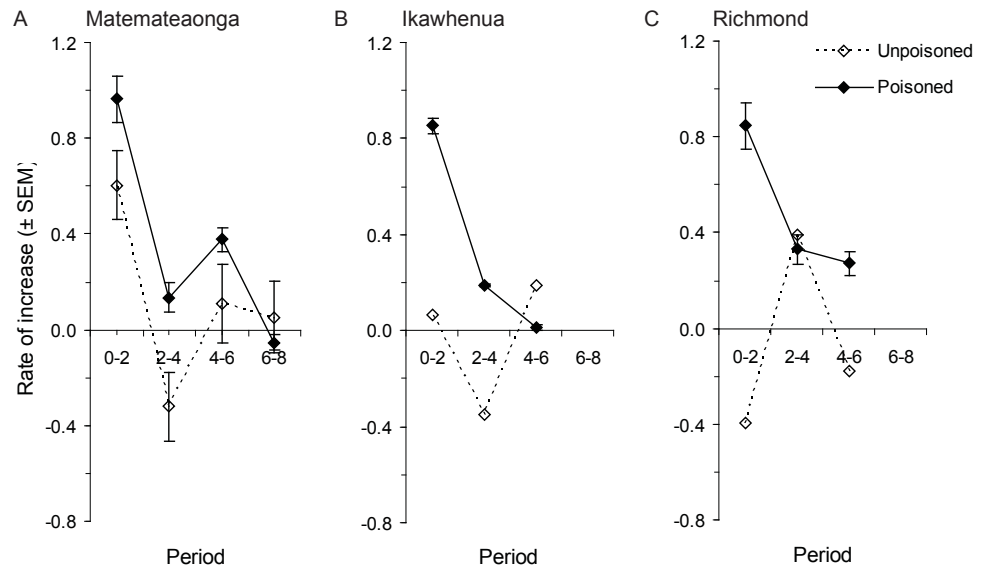 A Matemateaonga
B Ikawhenua
C Richmond
Unpoisoned
Poisoned
Rate of increase (± SEM)
1.2
0.8
0.4
0.0
-0.4
-0.8
0-2 2-4 4-6 6-8
Period
1.2
0.8
0.4
0.0
-0.4
-0.8
0-2 2-4 4-6 6-8
Period
1.2
0.8
0.4
0.0
-0.4
-0.8
0-2 2-4 4-6 6-8
Period